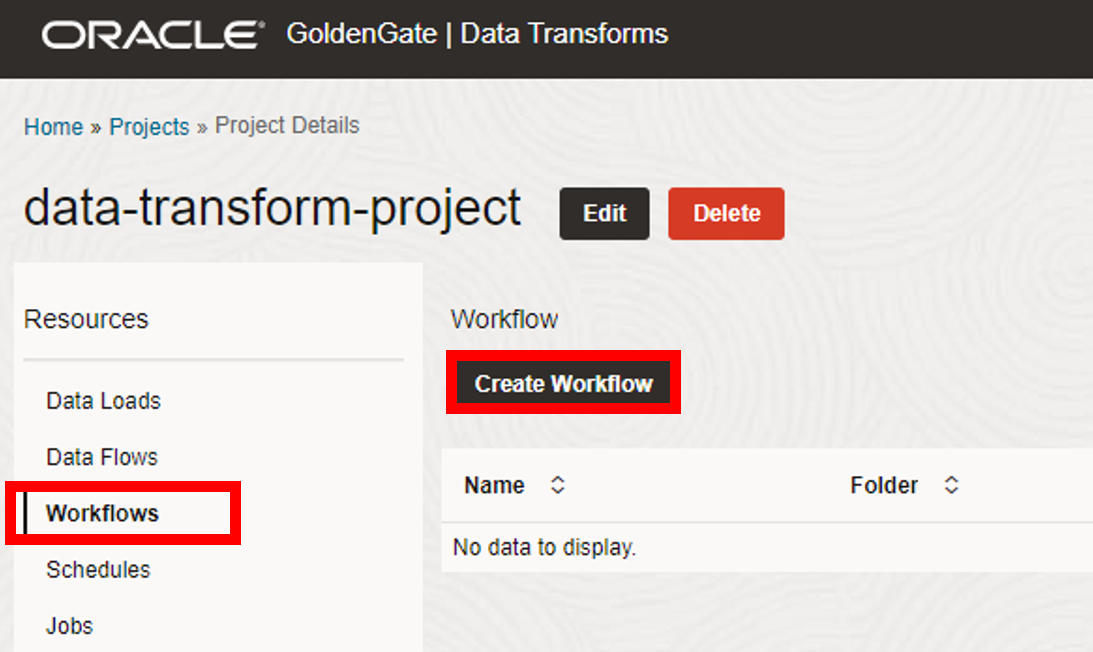 ORACLE® GoldenGate | Data Transforms
Home » Projects » Project Details
data-transform-project Edit Delete
Resources
Data Loads
Data Flows
Workflows
Schedules
Jobs
Workflow
Create Workflow
Name Folder
No data to display.